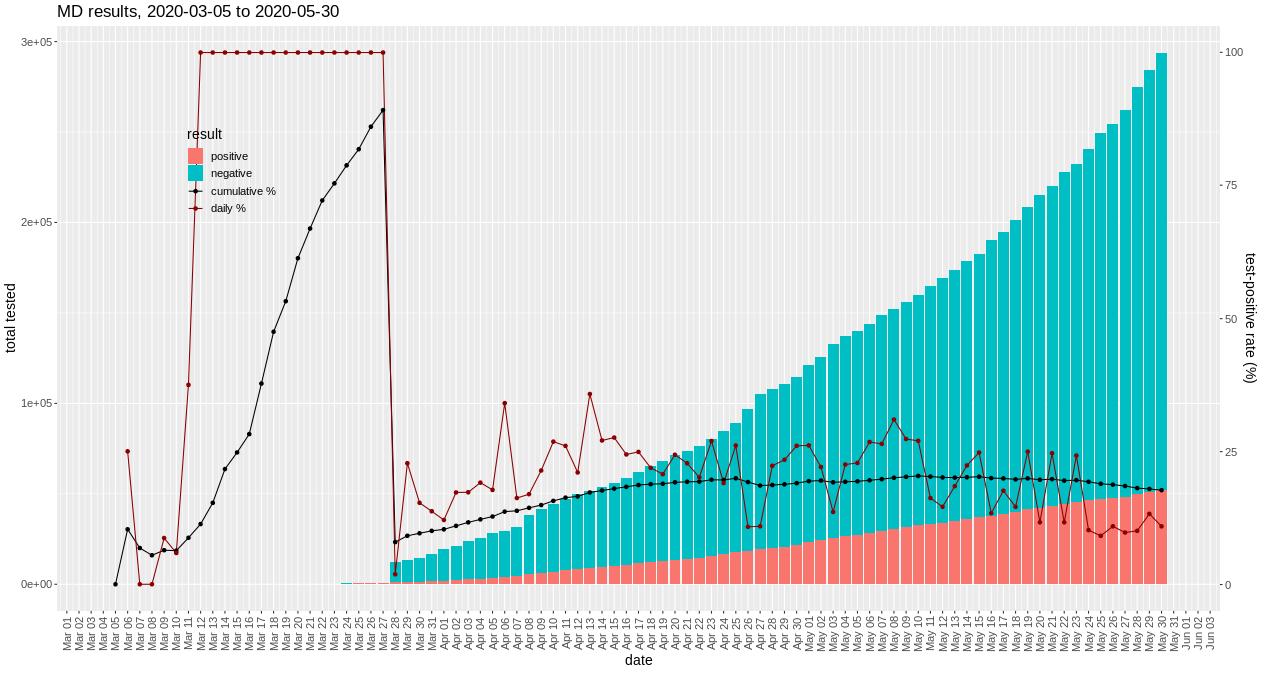 MD results, 2020-03-05 to 2020-05-30
3e+05
2e+05
1e+05
0e+00
total tested
result
positive
negative
cumulative %
daily %
100
75
50
25
0
test-positive rate (%)
Mar 01
Mar 02
Mar 03
Mar 04
Mar 05
Mar 06
Mar 07
Mar 08
Mar 09
Mar 10
Mar 11
Mar 12
Mar 13
Mar 14
Mar 15
Mar 16
Mar 17
Mar 18
Mar 19
Mar 20
Mar 21
Mar 22
Mar 23
Mar 24
Mar 25
Mar 26
Mar 27
Mar 28
Mar 29
Mar 30
Mar 31
Apr 01
Apr 02
Apr 03
Apr 04
Apr 05
Apr 06
Apr 07
Apr 08
Apr 09
Apr 10
Apr 11
Apr 12
Apr 13
Apr 14
Apr 15
Apr 16
Apr 17
Apr 18
Apr 19
Apr 20
Apr 21
Apr 22
Apr 23
Apr 24
Apr 25
Apr 26
Apr 27
Apr 28
Apr 29
Apr 30
May 01
May 02
May 03
May 04
May 05
May 06
May 07
May 08
May 09
May 10
May 11
May 12
May 13
May 14
May 15
May 16
May 17
May 18
May 19
May 20
May 21
May 22
May 23
May 24
May 25
May 26
May 27
May 28
May 29
May 30
May 31
Jun 01
Jun 02
Jun 03
date